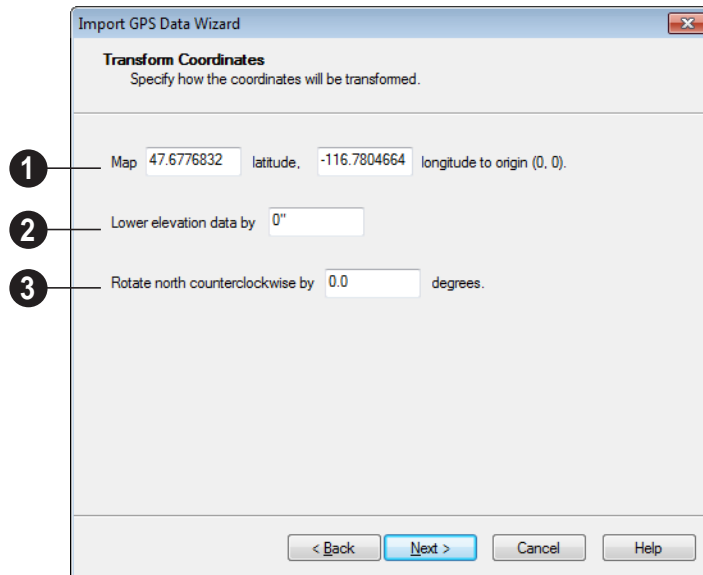 Import GPS Data Wizard
Transform Coordinates
Specify how the coordinates will be transformed.
1 Map 47.6776832 latitude, -116.7804664 longitude to origin (0, 0).
2 Lower elevation data by 0"
3 Rotate north counterclockwise by 0.0 degrees.
< Back Next > Cancel Help